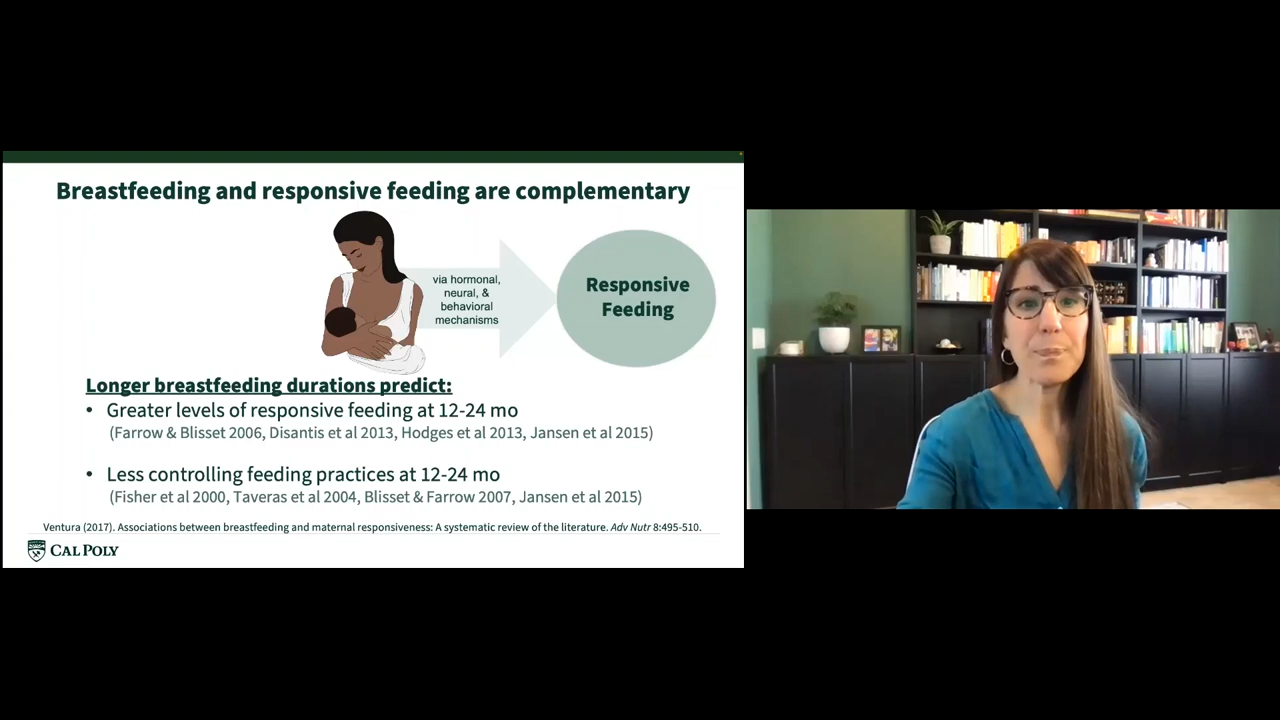 Breastfeeding and responsive feeding are complementary
via hormonal,
neural, &
behavioral
mechanisms
Responsive
Feeding
Longer breastfeeding durations predict:
• Greater levels of responsive feeding at 12-24 mo
(Farrow & Blisset 2006, Disantis et al 2013, Hodges et al 2013, Jansen et al 2015)
• Less controlling feeding practices at 12-24 mo
(Fisher et al 2000, Taveras et al 2004, Blisset & Farrow 2007, Jansen et al 2015)
Ventura (2017). Associations between breastfeeding and maternal responsiveness: A systematic review of the literature. Adv Nutr 8:495-510.
CAL POLY